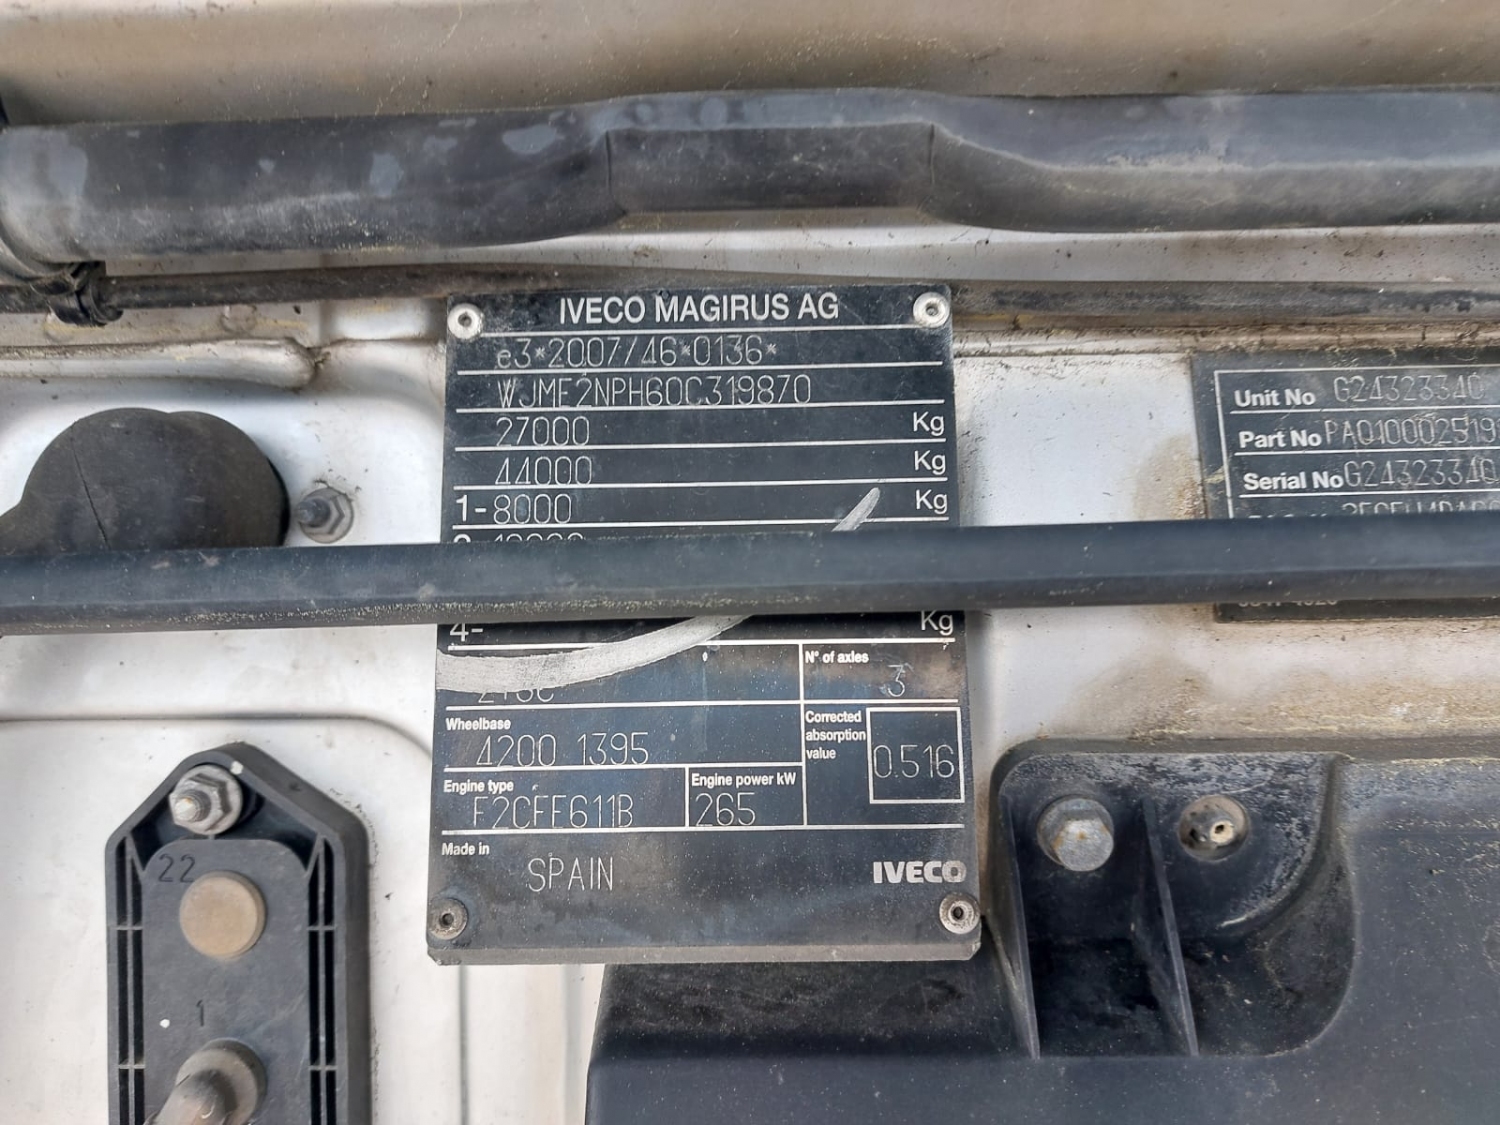 IVECO MAGIRUS AG
e3*2007/46*0136*
WJME2NPH60C319870
27000 Kg
44000 Kg
1- 8000 Kg
4- Kg
N° of axles
3
Wheelbase
4200 1395
Corrected absorption value
0.516
Engine type
F2CFE611B
Engine power kW
265
Made in
SPAIN
IVECO
Unit No G24323340
Part No PAQ10002519
Serial No G24323340
22
1